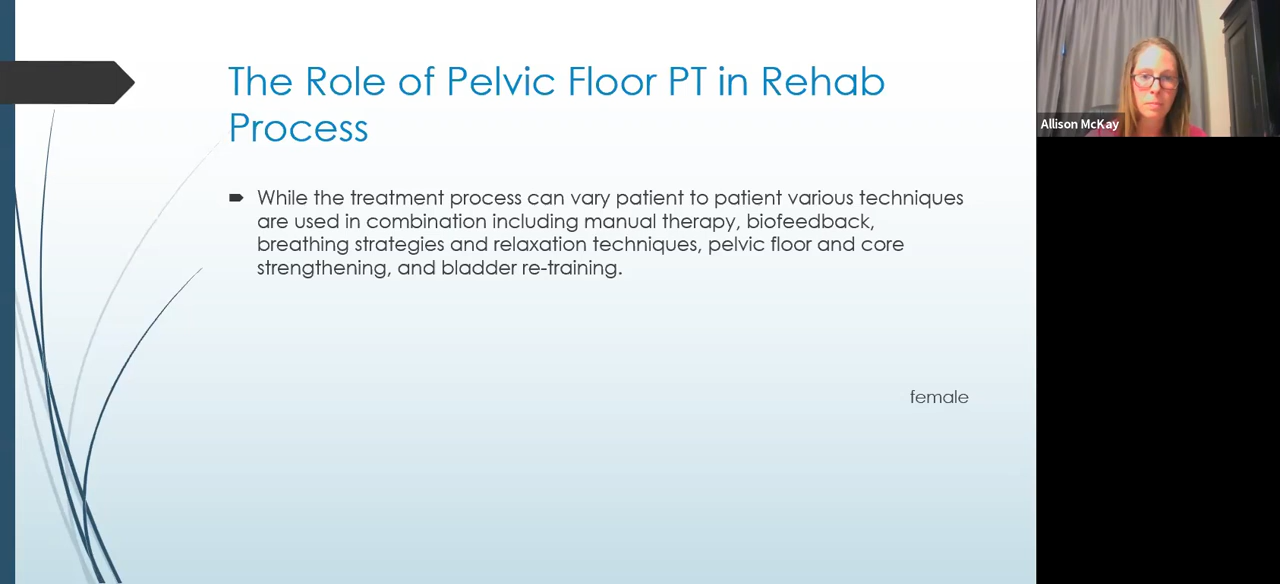 The Role of Pelvic Floor PT in Rehab
Process
While the treatment process can vary patient to patient various techniques
are used in combination including manual therapy, biofeedback,
breathing strategies and relaxation techniques, pelvic floor and core
strengthening, and bladder re-training.
female
Allison McKay